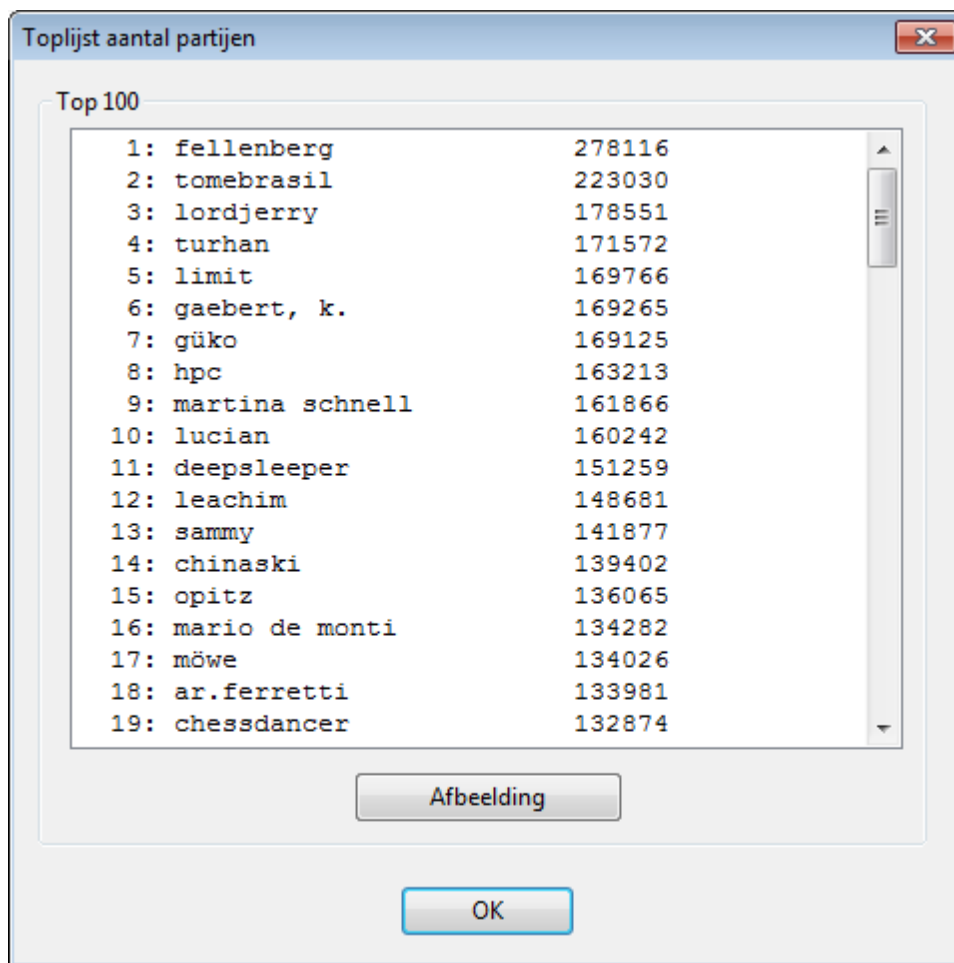 Toplijst aantal partijen
Top 100
1: fellenberg 278116
2: tomebrasil 223030
3: lordjerry 178551
4: turhan 171572
5: limit 169766
6: gaebert, k. 169265
7: güko 169125
8: hpc 163213
9: martina schnell 161866
10: lucian 160242
11: deepsleeper 151259
12: leachim 148681
13: sammy 141877
14: chinaski 139402
15: opitz 136065
16: mario de monti 134282
17: möwe 134026
18: ar.ferretti 133981
19: chessdancer 132874
Afbeelding
OK